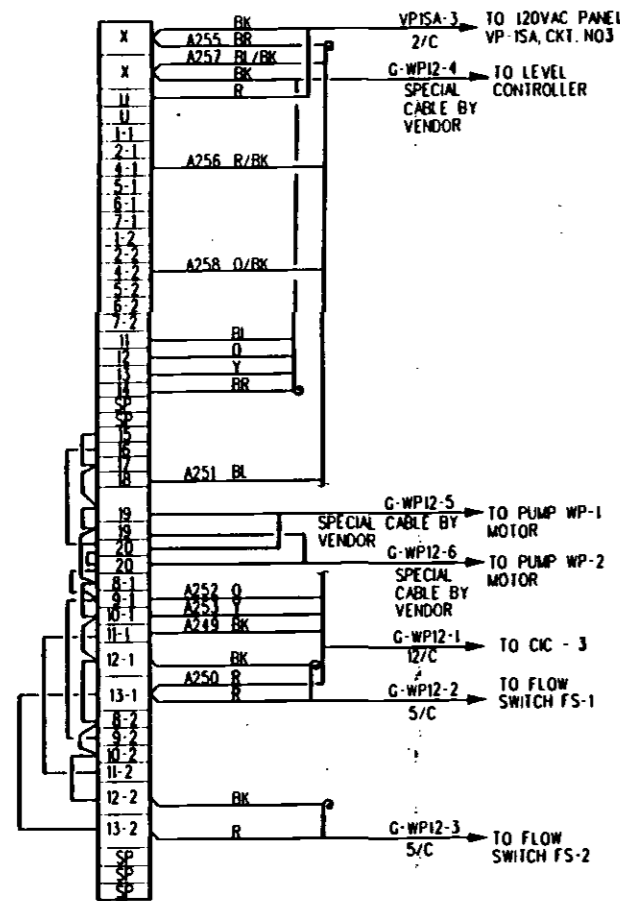 X
BK
VP1SA-3
TO 120VAC PANEL
A255 BR
2/C
VP-1SA, CKT. NO3
X
A257 BL/BK
BK
G-WP12-4
TO LEVEL
CONTROLLER
R
SPECIAL
CABLE BY
VENDOR
U
U
1-1
2-1
4-1
A256 R/BK
5-1
6-1
7-1
1-2
2-2
4-2
A258 O/BK
5-2
6-2
7-2
11
BL
12
O
13
Y
14
BR
SP
SP
15
16
17
18
A251 BL
19
G-WP12-5
TO PUMP WP-1
MOTOR
SPECIAL CABLE BY
VENDOR
19
20
20
G-WP12-6
TO PUMP WP-2
MOTOR
SPECIAL
CABLE BY
VENDOR
8-1
9-1
A252 O
10-1
A253 Y
11-1
A249 BK
G-WP12-1
TO CIC - 3
12/C
12-1
BK
A250 R
13-1
R
G-WP12-2
TO FLOW
SWITCH FS-1
5/C
8-2
9-2
10-2
11-2
12-2
BK
13-2
R
G-WP12-3
TO FLOW
SWITCH FS-2
5/C
SP
SP
SP